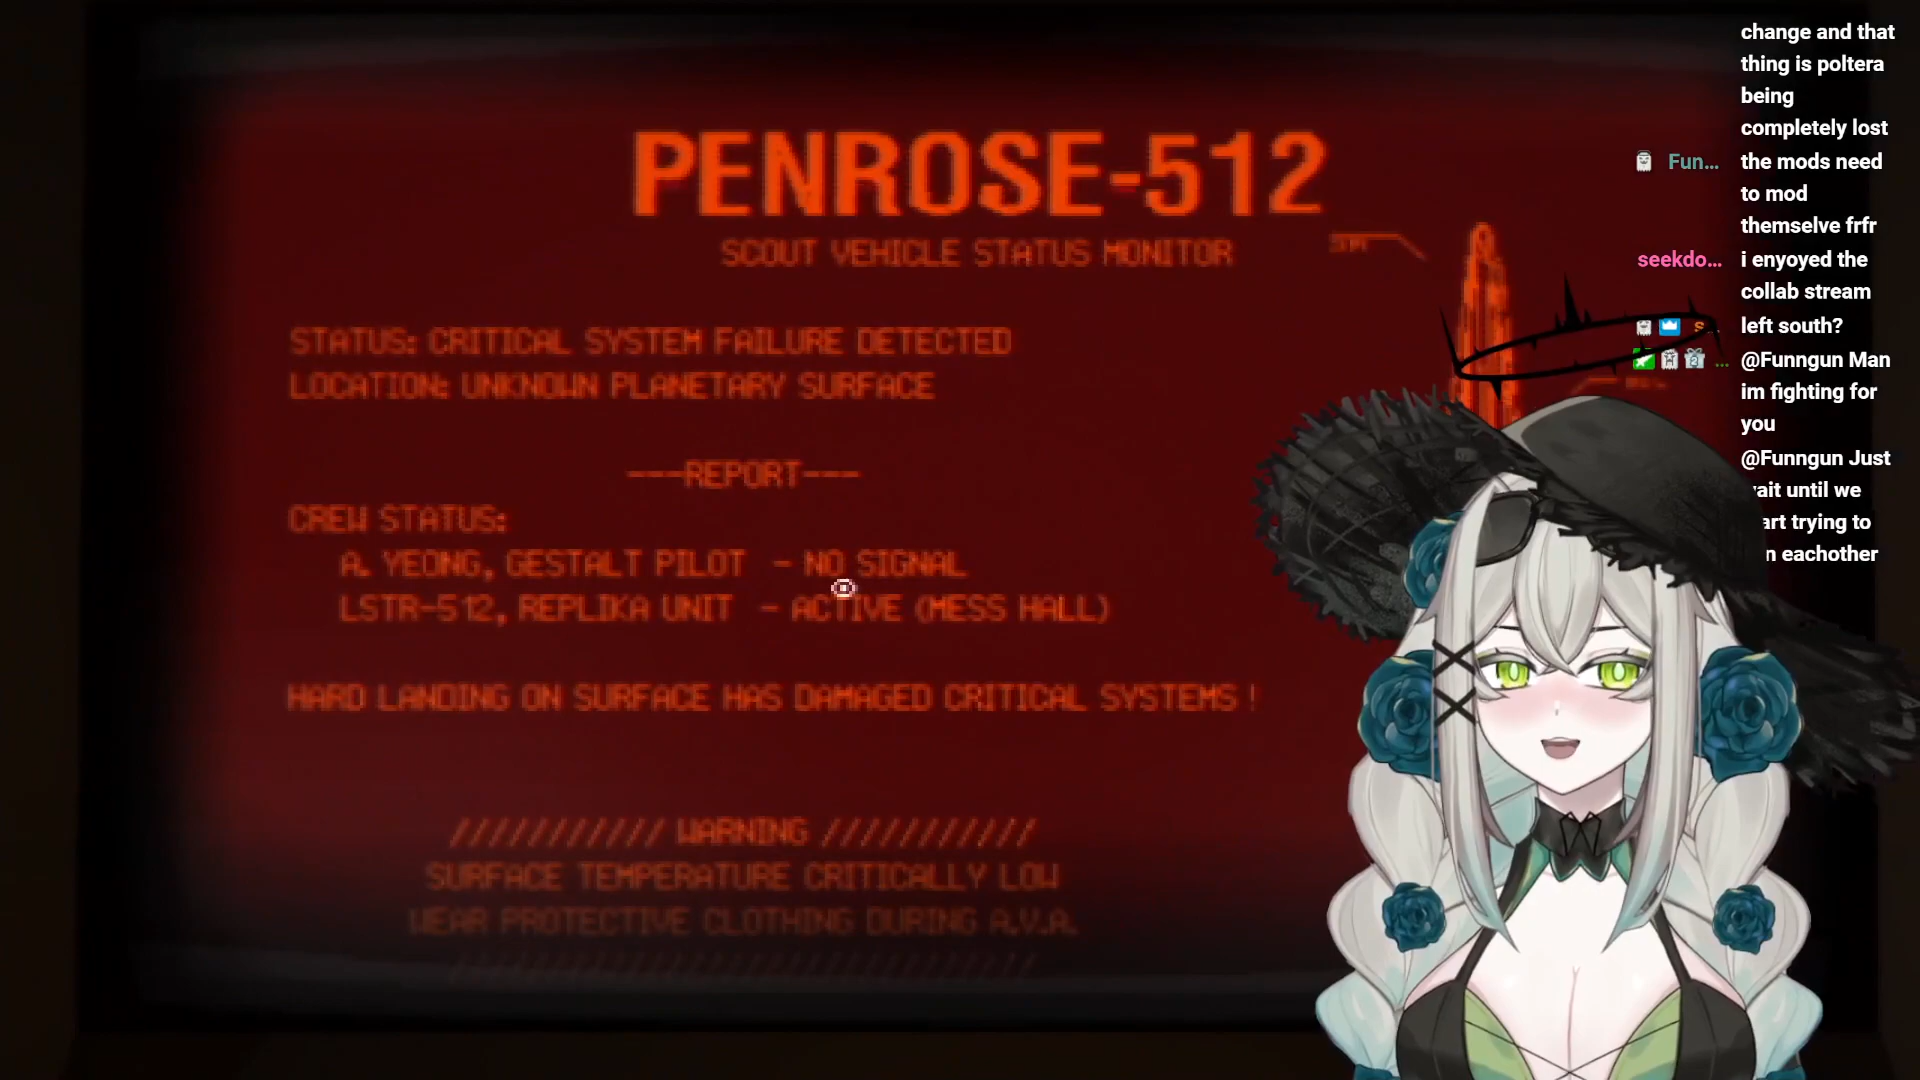 PENROSE-512
SCOUT VEHICLE STATUS MONITOR
STATUS: CRITICAL SYSTEM FAILURE DETECTED
LOCATION: UNKNOWN PLANETARY SURFACE
---REPORT---
CREW STATUS:
A. YEONG, GESTALT PILOT - NO SIGNAL
LSTR-512, REPLIKA UNIT - ACTIVE (MESS HALL)
HARD LANDING ON SURFACE HAS DAMAGED CRITICAL SYSTEMS !
/////////// WARNING ///////////
SURFACE TEMPERATURE CRITICALLY LOW
WEAR PROTECTIVE CLOTHING DURING A.V.A.
change and that
thing is poltera
being
completely lost
Fun... the mods need
to mod
themselve frfr
seekdo... i enyoyed the
collab stream
left south?
@Funngun Man
im fighting for
you
@Funngun Just
until we
trying to
eachother